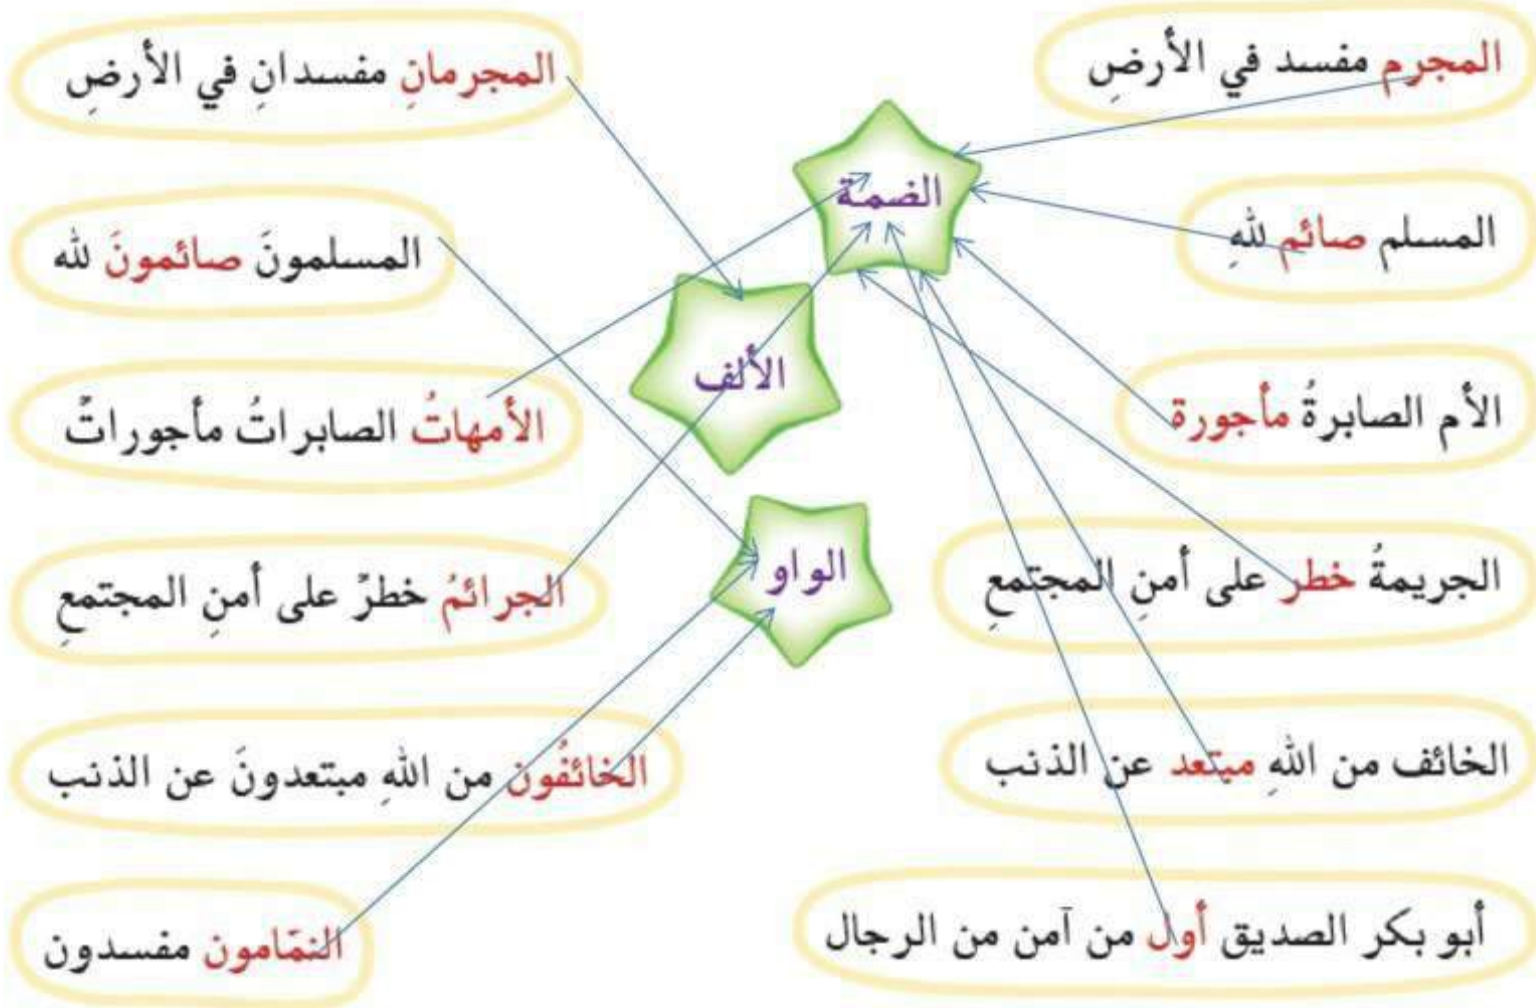 المجرم مفسد في الأرضِ
المجرمانِ مفسدانِ في الأرضِ
الضمة
المسلم صائم للهِ
المسلمونَ صائمونَ لله
الألف
الأم الصابرةُ مأجورة
الأمهاتُ الصابراتُ مأجوراتٌ
الواو
الجريمةُ خطر على أمنِ المجتمعِ
الجرائمُ خطرٌ على أمنِ المجتمعِ
الخائف من اللهِ مبتعد عن الذنب
الخائفُون من اللهِ مبتعدونَ عن الذنب
أبو بكر الصديق أول من آمن من الرجال
النمّامون مفسدون